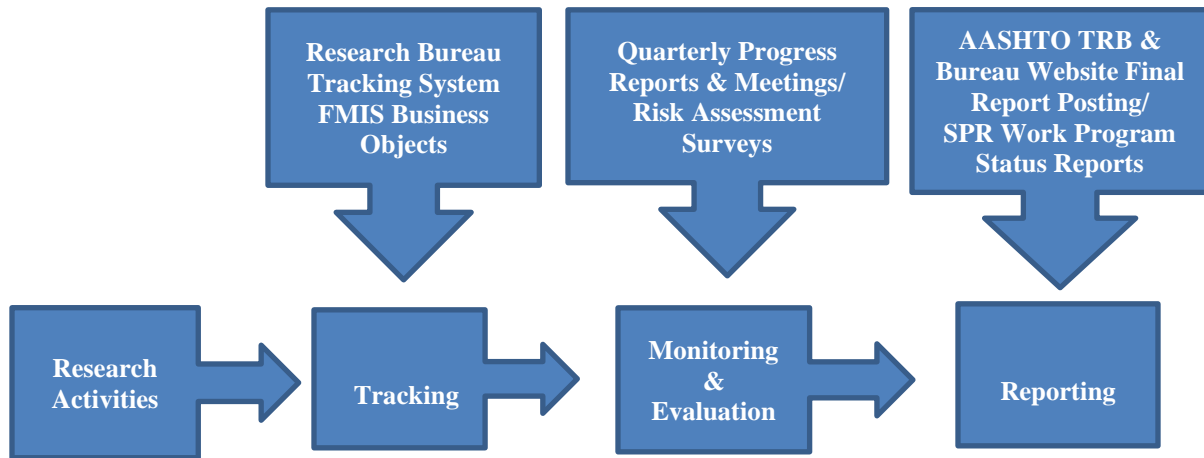 Research Bureau
Tracking System
FMIS Business
Objects
Quarterly Progress
Reports & Meetings/
Risk Assessment
Surveys
AASHTO TRB &
Bureau Website Final
Report Posting/
SPR Work Program
Status Reports
Research
Activities
Tracking
Monitoring
&
Evaluation
Reporting